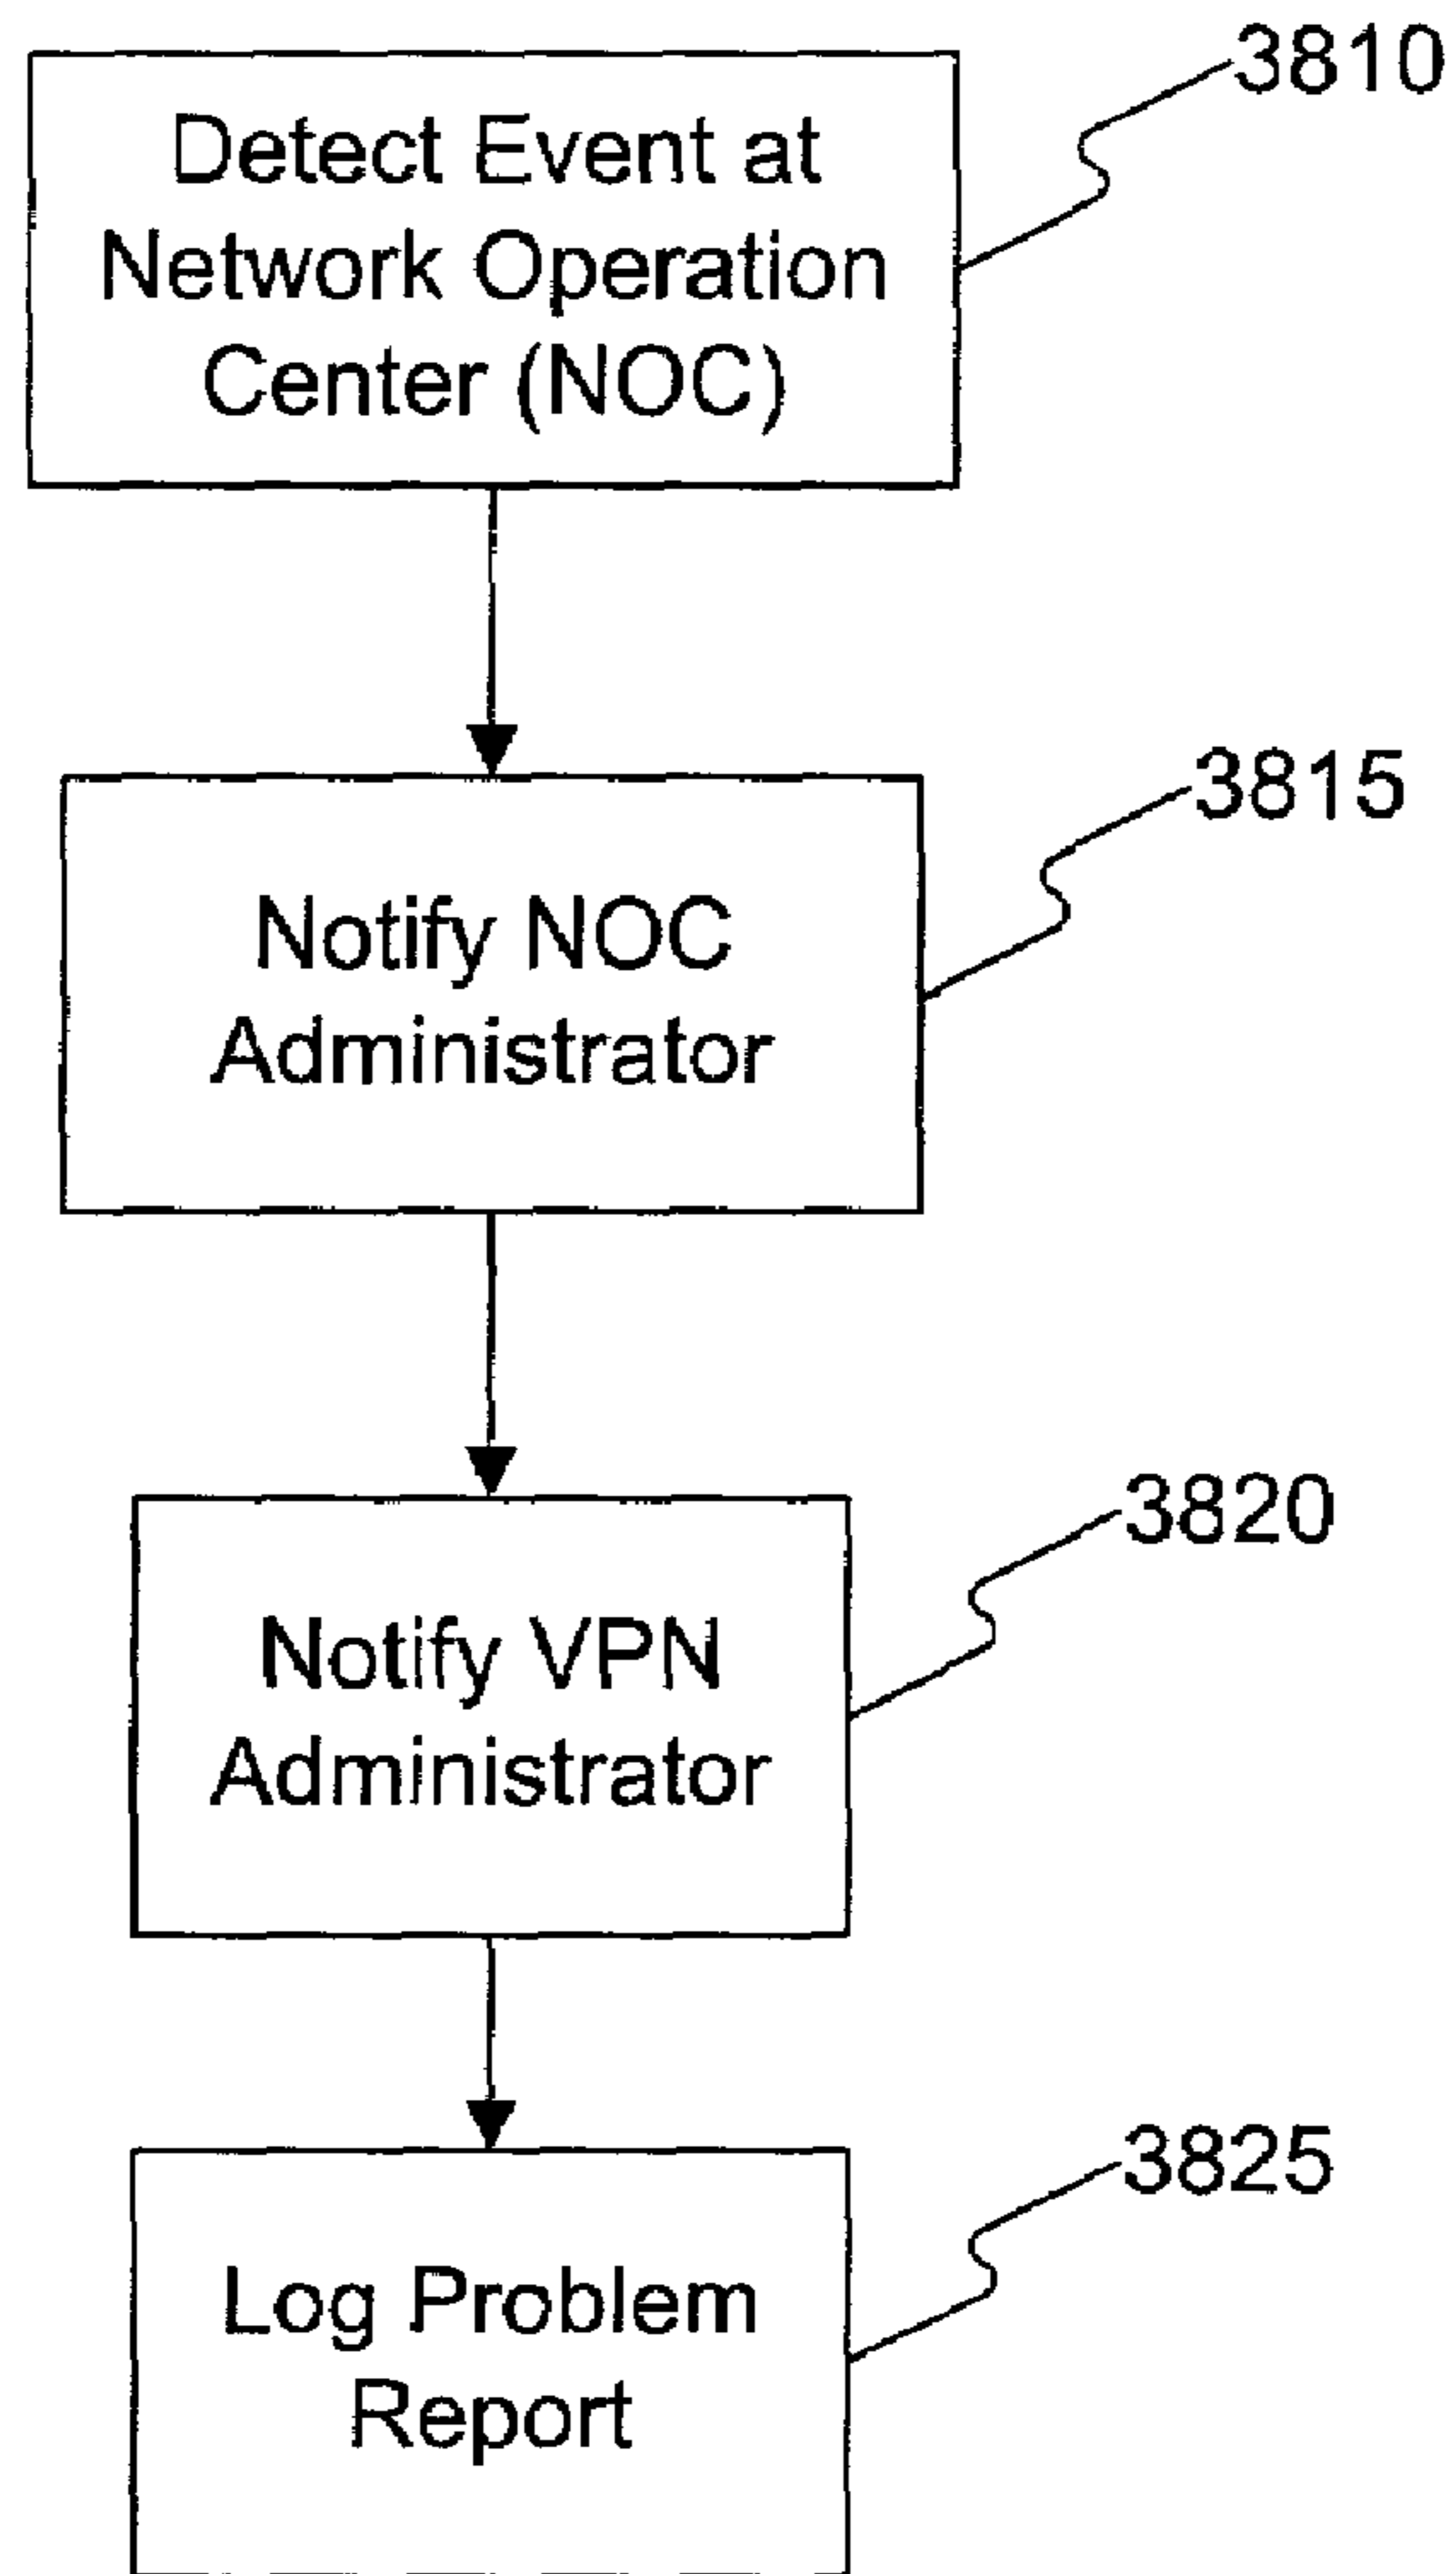 3810
Detect Event at
Network Operation
Center (NOC)
3815
Notify NOC
Administrator
3820
Notify VPN
Administrator
3825
Log Problem
Report